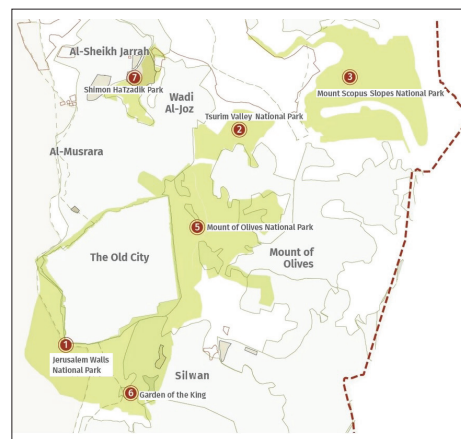 Al-Sheikh Jarrah
7
Shimon HaTzadik Park
3
Mount Scopus Slopes National Park
Wadi
Al-Joz
Tsurim Valley National Park
2
Al-Musrara
5
Mount of Olives National Park
The Old City
Mount of
Olives
1
Jerusalem Walls
National Park
Silwan
6
Garden of the King